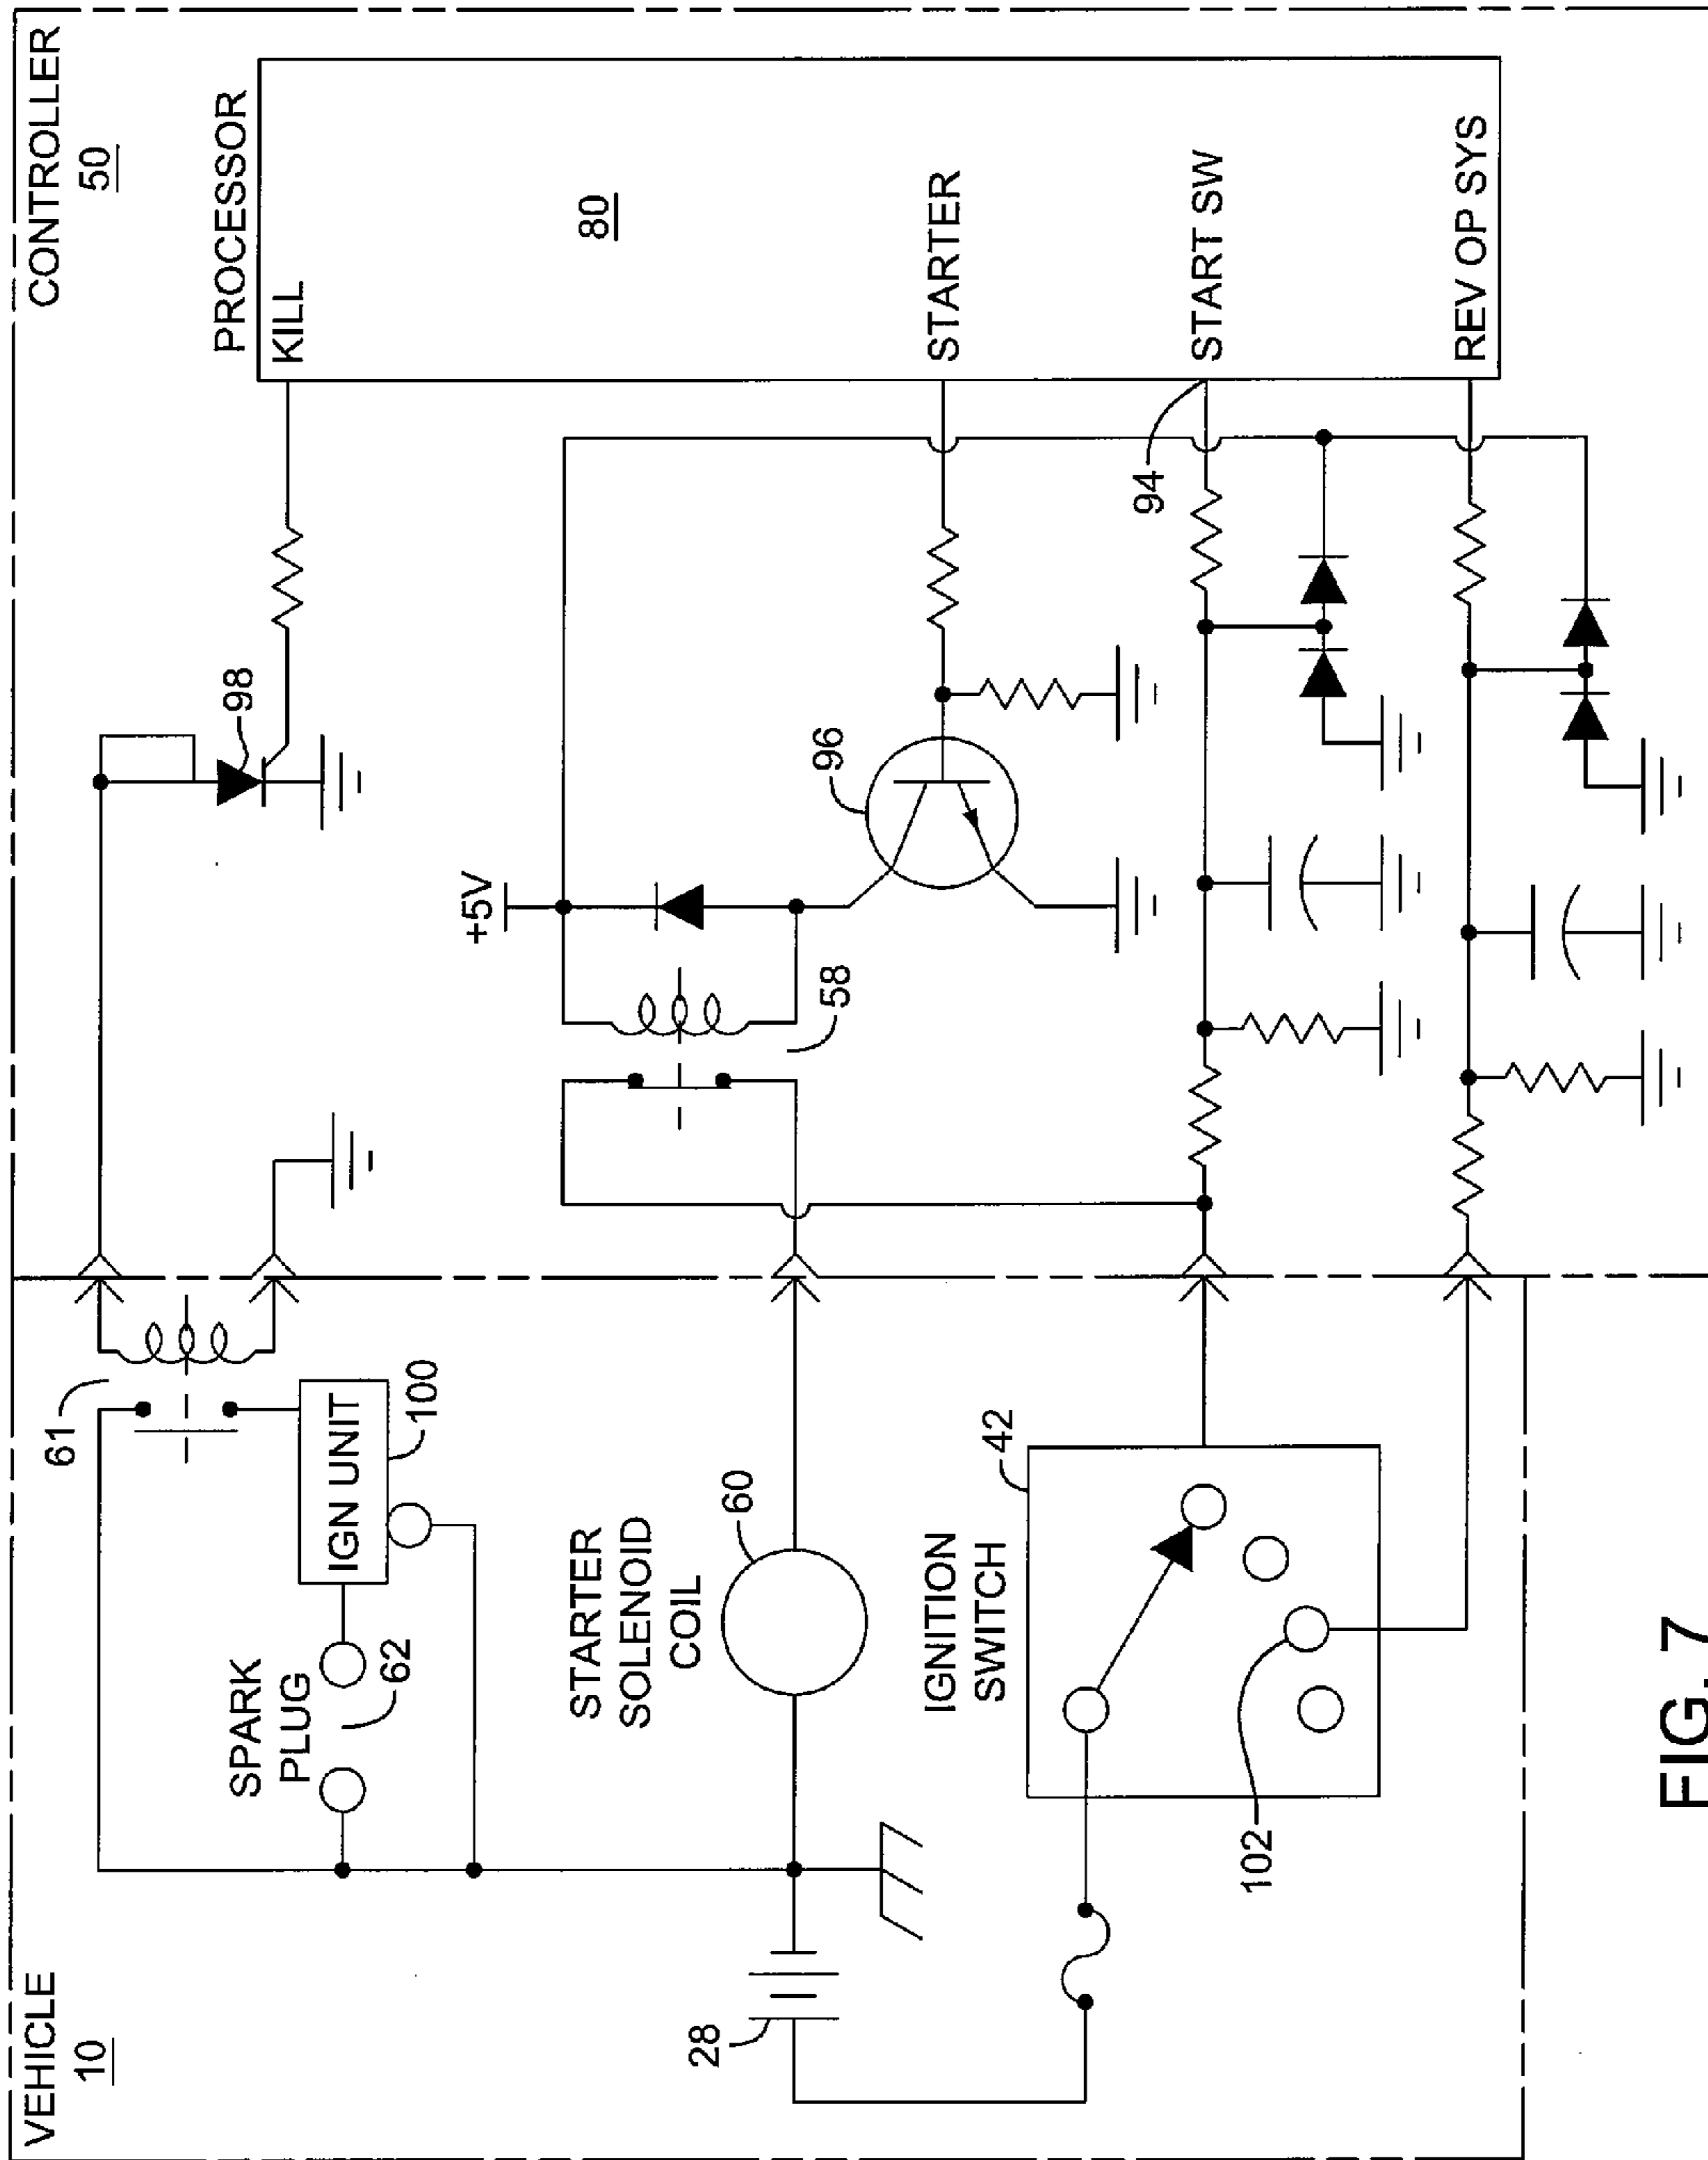 VEHICLE
10
CONTROLLER
50
61
98
PROCESSOR
KILL
80
STARTER
START SW
REV OP SYS
SPARK
PLUG
62
IGN UNIT
100
+5V
58
96
94
28
STARTER
SOLENOID
COIL
60
IGNITION
SWITCH
42
102
FIG. 7